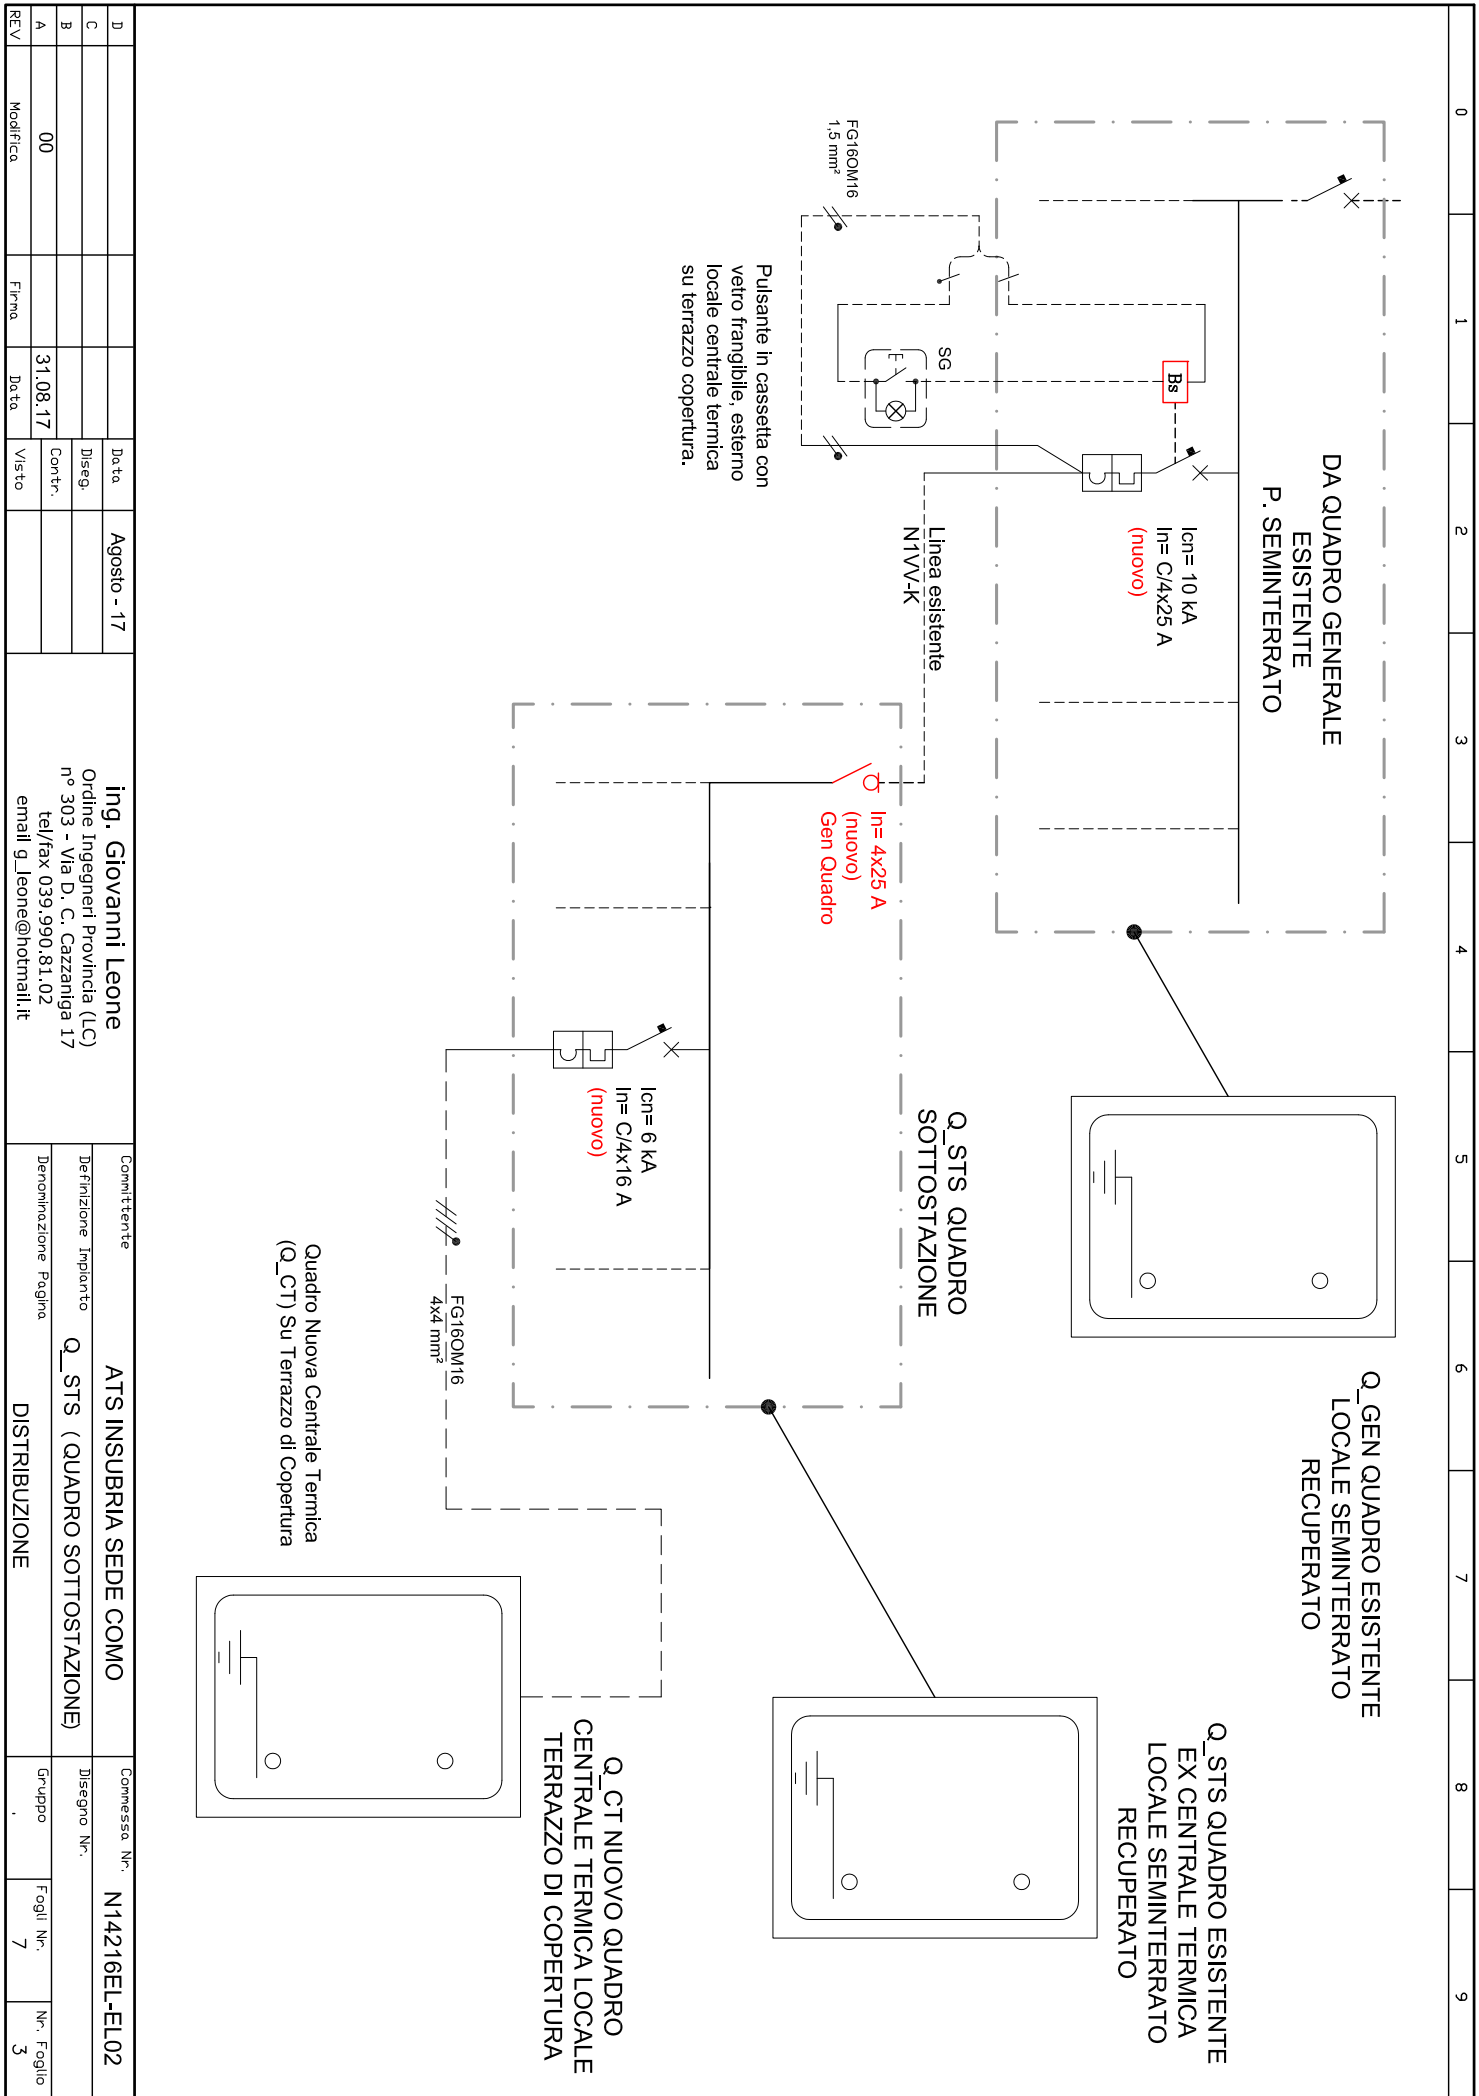 0 1 2 3 4 5 6 7 8 9
DA QUADRO GENERALE
ESISTENTE
P. SEMINTERRATO
Bs
Icn= 10 kA
In= C/4x25 A
(nuovo)
FG16OM16
1,5 mm²
SG
Pulsante in cassetta con
vetro frangibile, esterno
locale centrale termica
su terrazzo copertura.
Linea esistente
N1VV-K
In= 4x25 A
(nuovo)
Gen Quadro
Q_STS QUADRO
SOTTOSTAZIONE
Icn= 6 kA
In= C/4x16 A
(nuovo)
FG16OM16
4x4 mm²
Quadro Nuova Centrale Termica
(Q_CT) Su Terrazzo di Copertura
Q_GEN QUADRO ESISTENTE
LOCALE SEMINTERRATO
RECUPERATO
Q_STS QUADRO ESISTENTE
EX CENTRALE TERMICA
LOCALE SEMINTERRATO
RECUPERATO
Q_CT NUOVO QUADRO
CENTRALE TERMICA LOCALE
TERRAZZO DI COPERTURA
D
C
B
A 00 31.08.17
REV Modifica Firma Data
Data Agosto - 17
Diseg.
Contr.
Visto
ing. Giovanni Leone
Ordine Ingegneri Provincia (LC)
n° 303 - Via D. C. Cazzaniga 17
tel/fax 039.990.81.02
email g_leone@hotmail.it
Committente ATS INSUBRIA SEDE COMO
Definizione Impianto Q_ STS ( QUADRO SOTTOSTAZIONE)
Denominazione Pagina DISTRIBUZIONE
Commessa Nr. N14216EL-EL02
Disegno Nr.
Gruppo .
Fogli Nr. 7
Nr. Foglio 3